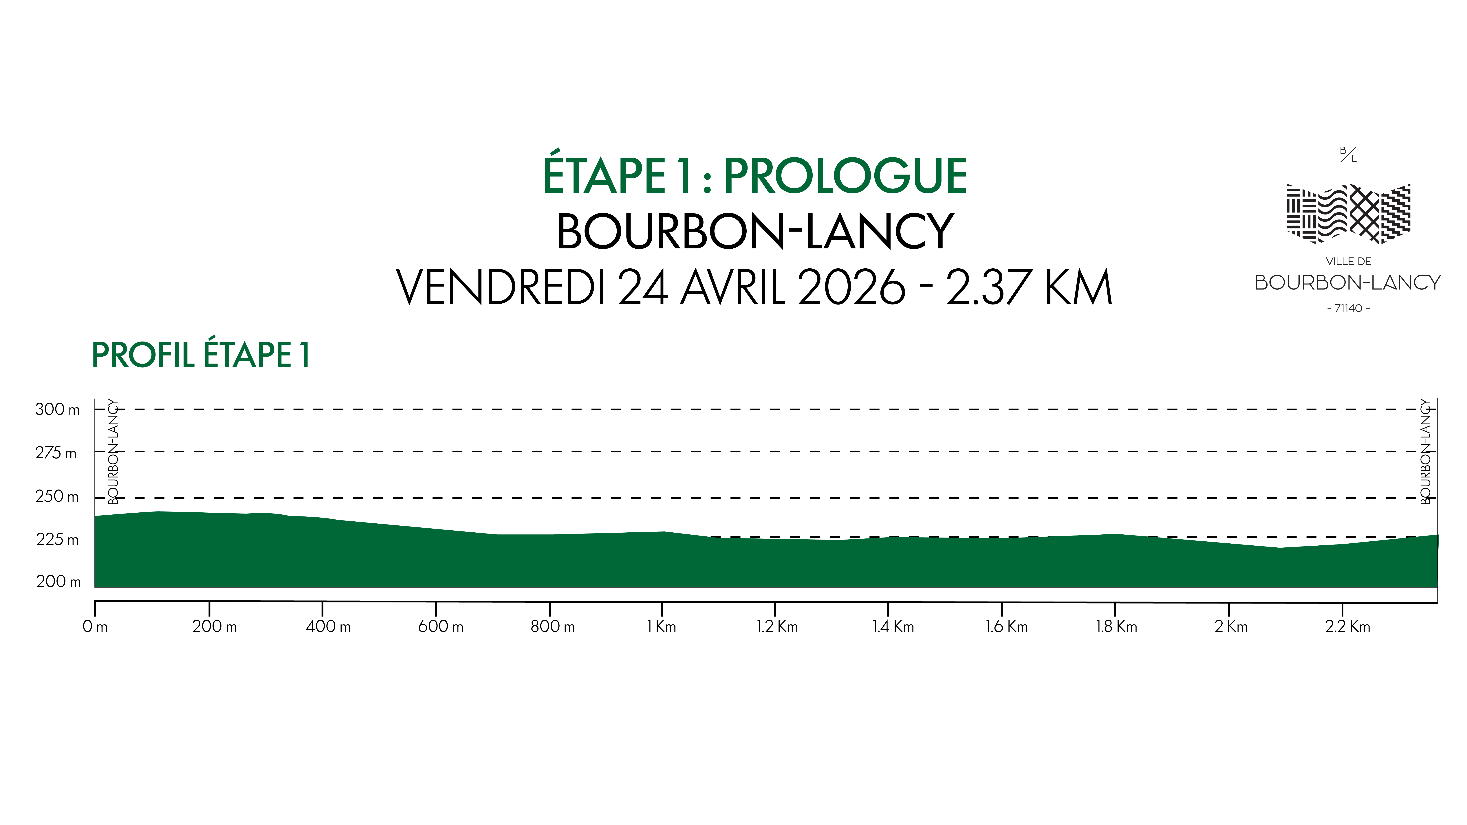 ÉTAPE 1 : PROLOGUE
BOURBON-LANCY
VENDREDI 24 AVRIL 2026 - 2.37 KM
B/L
VILLE DE
BOURBON-LANCY
- 71140 -
PROFIL ÉTAPE 1
300 m
275 m
250 m
225 m
200 m
BOURBON-LANCY
BOURBON-LANCY
0 m 200 m 400 m 600 m 800 m 1 Km 1.2 Km 1.4 Km 1.6 Km 1.8 Km 2 Km 2.2 Km